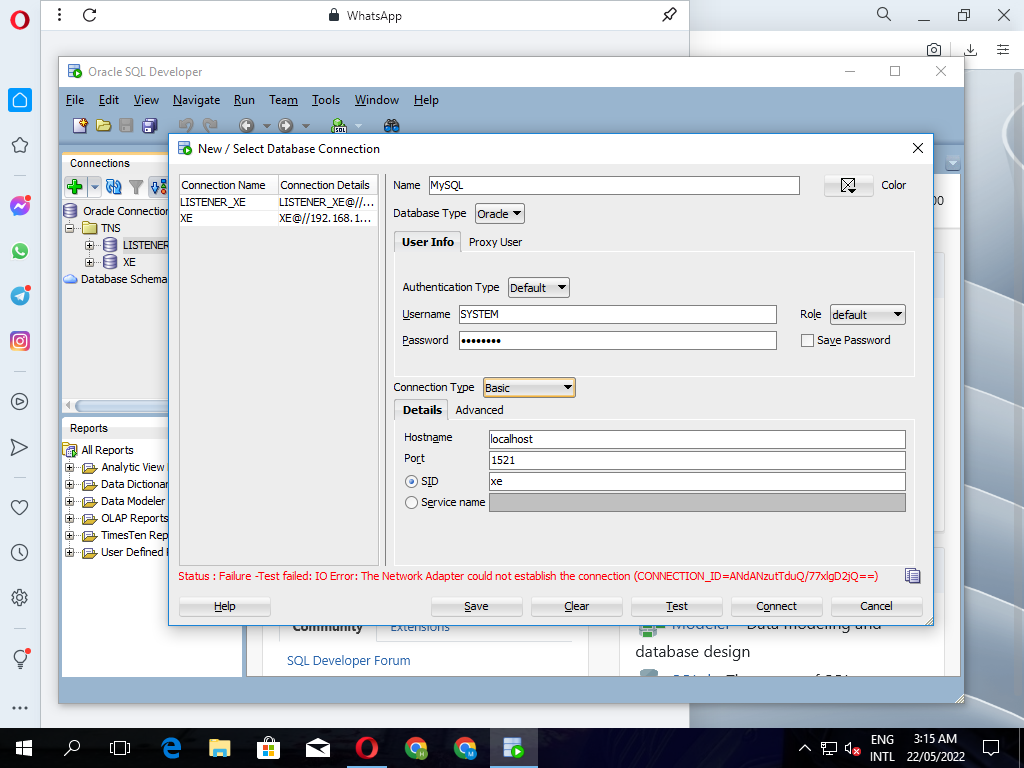 WhatsApp
Oracle SQL Developer
File Edit View Navigate Run Team Tools Window Help
New / Select Database Connection
Connections
Oracle Connection
TNS
LISTENER
XE
Database Schema
Reports
All Reports
Analytic View
Data Dictionar
Data Modeler
OLAP Reports
TimesTen Rep
User Defined
Connection Name Connection Details
LISTENER_XE LISTENER_XE@//...
XE XE@//192.168.1...
Name MySQL Color
Database Type Oracle
User Info Proxy User
Authentication Type Default
Username SYSTEM Role default
Password •••••••• Save Password
Connection Type Basic
Details Advanced
Hostname localhost
Port 1521
SID xe
Service name
Status : Failure -Test failed: IO Error: The Network Adapter could not establish the connection (CONNECTION_ID=ANdANzutTduQ/77xlgD2jQ==)
Help Save Clear Test Connect Cancel
Community Extensions
SQL Developer Forum
Modeler - Data modeling and
database design
ENG
INTL
3:15 AM
22/05/2022